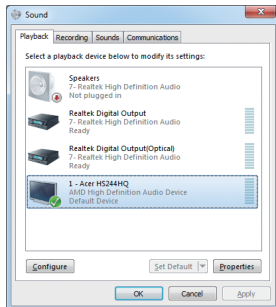 Sound
Playback Recording Sounds Communications
Select a playback device below to modify its settings:
Speakers
7- Realtek High Definition Audio
Not plugged in
Realtek Digital Output
7- Realtek High Definition Audio
Ready
Realtek Digital Output(Optical)
7- Realtek High Definition Audio
Ready
1 - Acer HS244HQ
AMD High Definition Audio Device
Default Device
Configure Set Default Properties
OK Cancel Apply